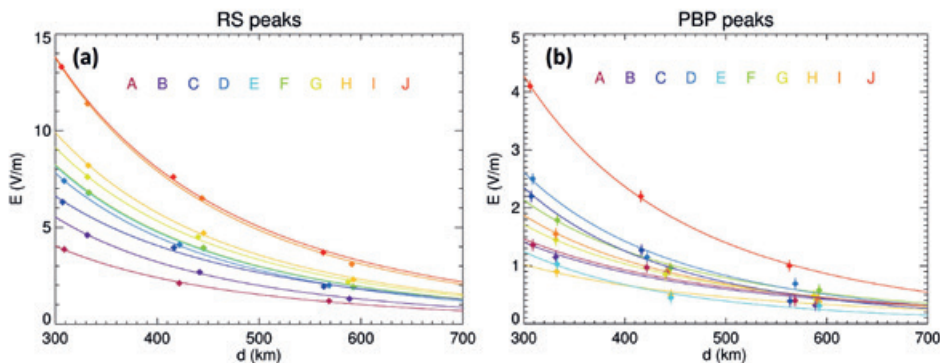 RS peaks
(a)
A B C D E F G H I J
15
10
5
0
E (V/m)
300 400 500 600 700
d (km)
PBP peaks
(b)
A B C D E F G H I J
5
4
3
2
1
0
E (V/m)
300 400 500 600 700
d (km)